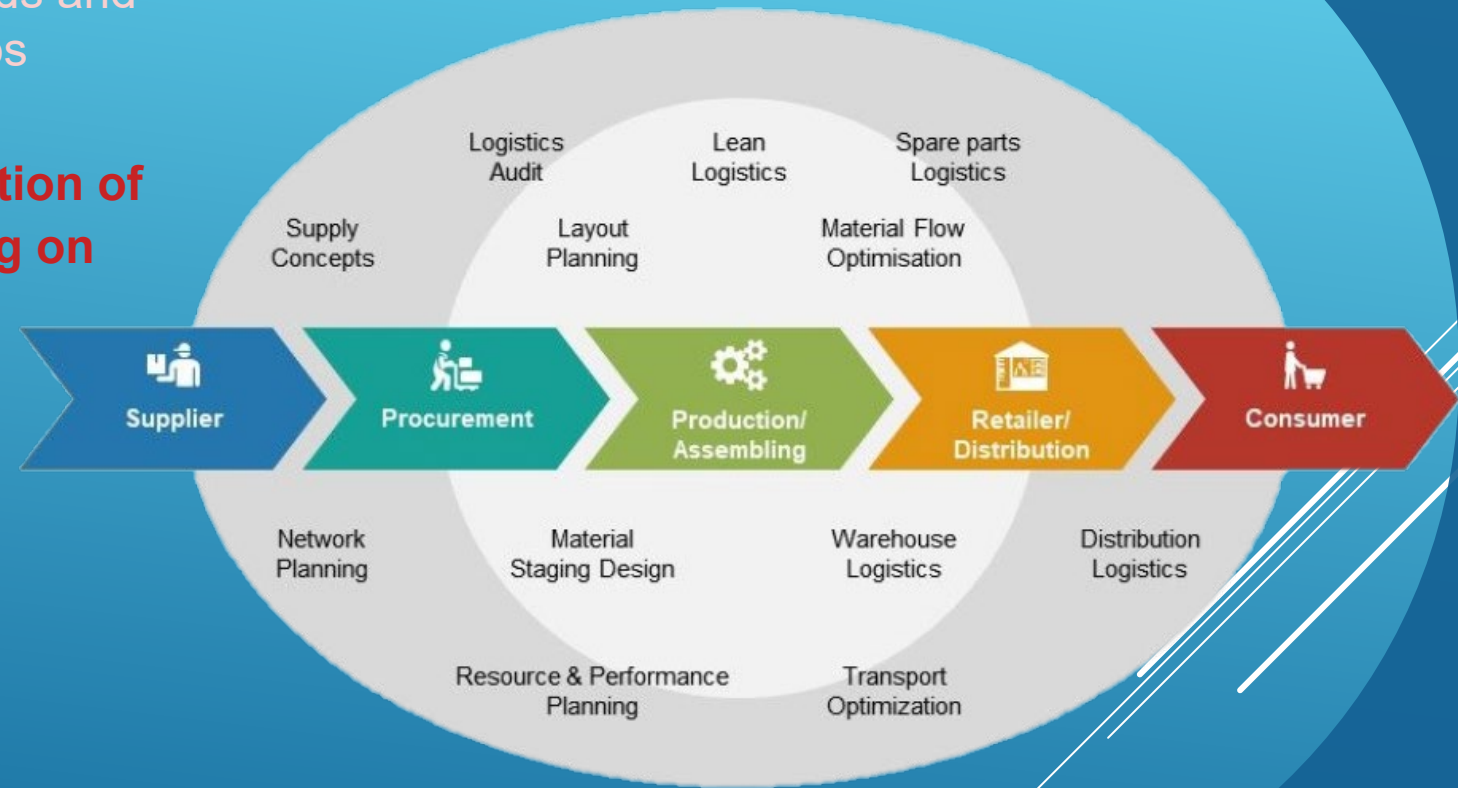 and
tion of
g on
Logistics
Audit
Lean
Logistics
Spare parts
Logistics
Supply
Concepts
Layout
Planning
Material Flow
Optimisation
Supplier
Procurement
Production/
Assembling
Retailer/
Distribution
Consumer
Network
Planning
Material
Staging Design
Warehouse
Logistics
Distribution
Logistics
Resource & Performance
Planning
Transport
Optimization